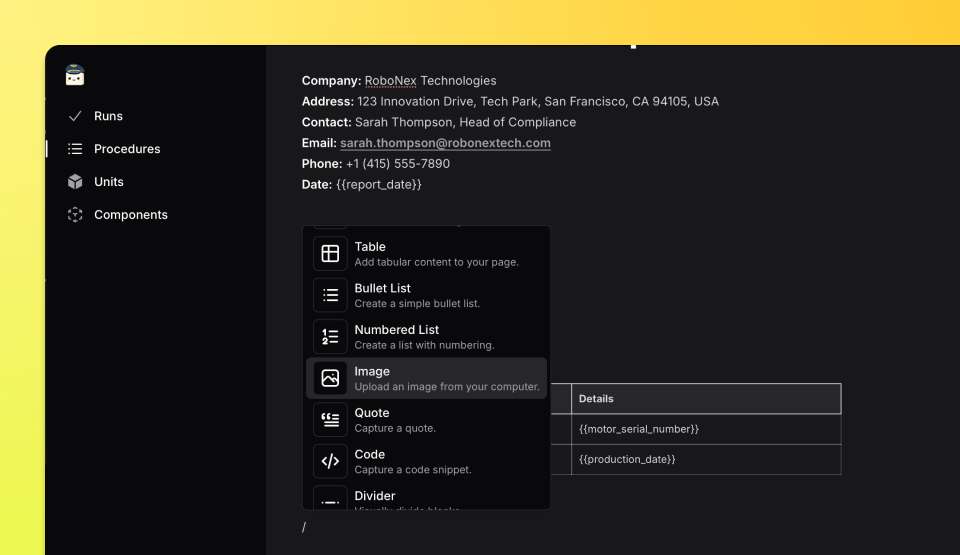 Runs
Procedures
Units
Components
Company: RoboNex Technologies
Address: 123 Innovation Drive, Tech Park, San Francisco, CA 94105, USA
Contact: Sarah Thompson, Head of Compliance
Email: sarah.thompson@robonextech.com
Phone: +1 (415) 555-7890
Date: {{report_date}}
Table
Add tabular content to your page.
Bullet List
Create a simple bullet list.
Numbered List
Create a list with numbering.
Image
Upload an image from your computer.
Quote
Capture a quote.
Code
Capture a code snippet.
Divider
Visually divide blocks.
Details
{{motor_serial_number}}
{{production_date}}
/